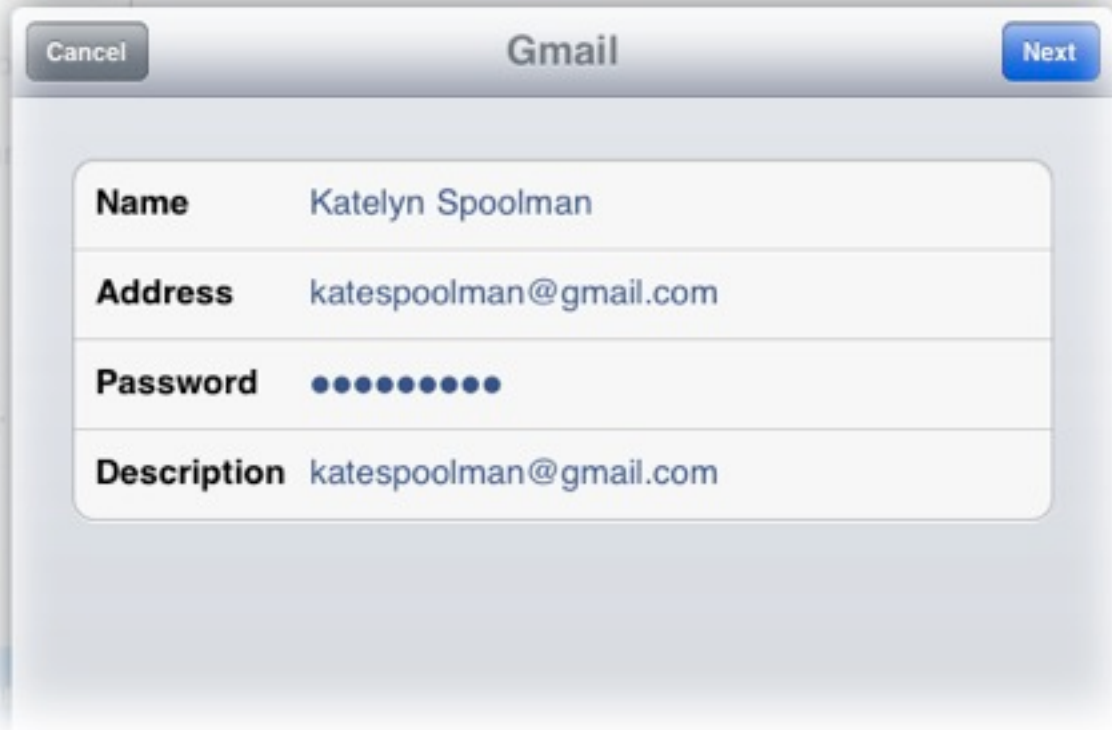 Cancel Gmail Next
Name Katelyn Spoolman
Address katespoolman@gmail.com
Password ●●●●●●●●●
Description katespoolman@gmail.com